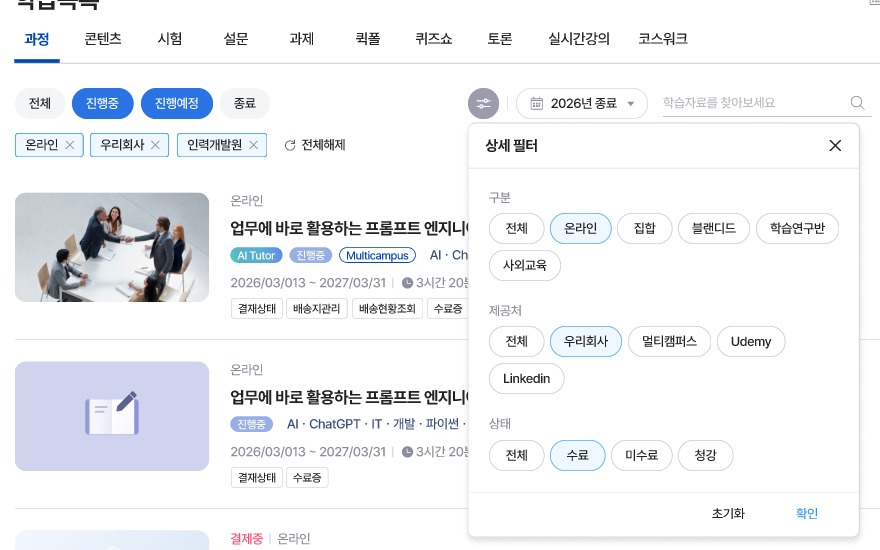 과정 콘텐츠 시험 설문 과제 퀵폴 퀴즈쇼 토론 실시간강의 코스워크
전체 진행중 진행예정 종료 2026년 종료 학습자료를 찾아보세요
온라인 우리회사 인력개발원 전체해제
온라인
업무에 바로 활용하는 프롬프트 엔지니어
AI Tutor 진행중 Multicampus AI · Ch
2026/03/013 ~ 2027/03/31 3시간 20분
결재상태 배송지관리 배송현황조회 수료증
온라인
업무에 바로 활용하는 프롬프트 엔지니어
진행중 AI · ChatGPT · IT · 개발 · 파이썬 ·
2026/03/013 ~ 2027/03/31 3시간 20분
결재상태 수료증
결제중 온라인
상세 필터
구분
전체 온라인 집합 블랜디드 학습연구반
사외교육
제공처
전체 우리회사 멀티캠퍼스 Udemy
Linkedin
상태
전체 수료 미수료 청강
초기화 확인